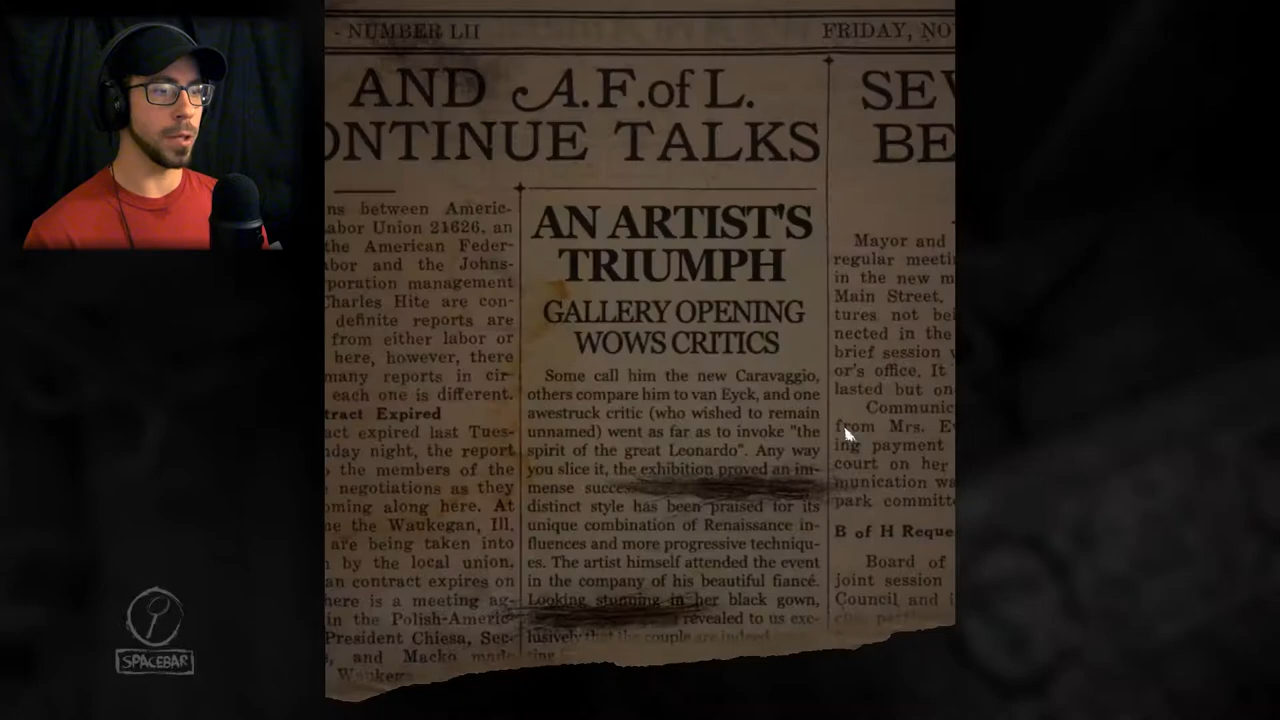 - NUMBER LII
FRIDAY, NO
AND A.F.of L.
ONTINUE TALKS
ns between Americ-
abor Union 21626, an
the American Feder-
bor and the Johns-
poration management
Charles Hite are con-
definite reports are
from either labor or
here, however, there
many reports in cir-
each one is different.
tract Expired
act expired last Tues-
day night, the report
the members of the
negotiations as they
oming along here. At
e the Waukegan, Ill.
are being taken into
by the local union.
an contract expires on
here is a meeting ag-
in the Polish-Americ-
President Chiesa, Sec-
, and Macko made
Waukeg
AN ARTIST'S
TRIUMPH
GALLERY OPENING
WOWS CRITICS
Some call him the new Caravaggio,
others compare him to van Eyck, and one
awestruck critic (who wished to remain
unnamed) went as far as to invoke "the
spirit of the great Leonardo". Any way
you slice it, the exhibition proved an im-
mense succes
distinct style has been praised for its
unique combination of Renaissance in-
fluences and more progressive techniqu-
es. The artist himself attended the event
in the company of his beautiful fiancé.
Looking stunning in her black gown,
revealed to us exc-
lusively that the couple are indeed
ting
SEV
BE
Mayor and
regular meeti
in the new m
Main Street.
tures not bei
nected in the
brief session
or's office. It
lasted but on
Communic
from Mrs. Ev
ing payment
court on her
munication wa
park committe
B of H Reque
Board of
joint session
Council and i
SPACEBAR